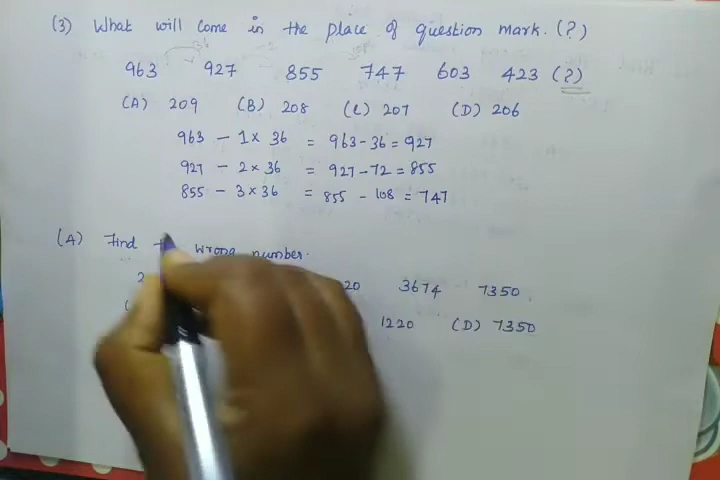 (3) What will come in the place of question mark. (?)
963 927 855 747 603 423 (?)
(A) 209 (B) 208 (C) 207 (D) 206
963 - 1 × 36 = 963 - 36 = 927
927 - 2 × 36 = 927 - 72 = 855
855 - 3 × 36 = 855 - 108 = 747
(A) Find wrong number.
20 3674 7350
1220 (D) 7350